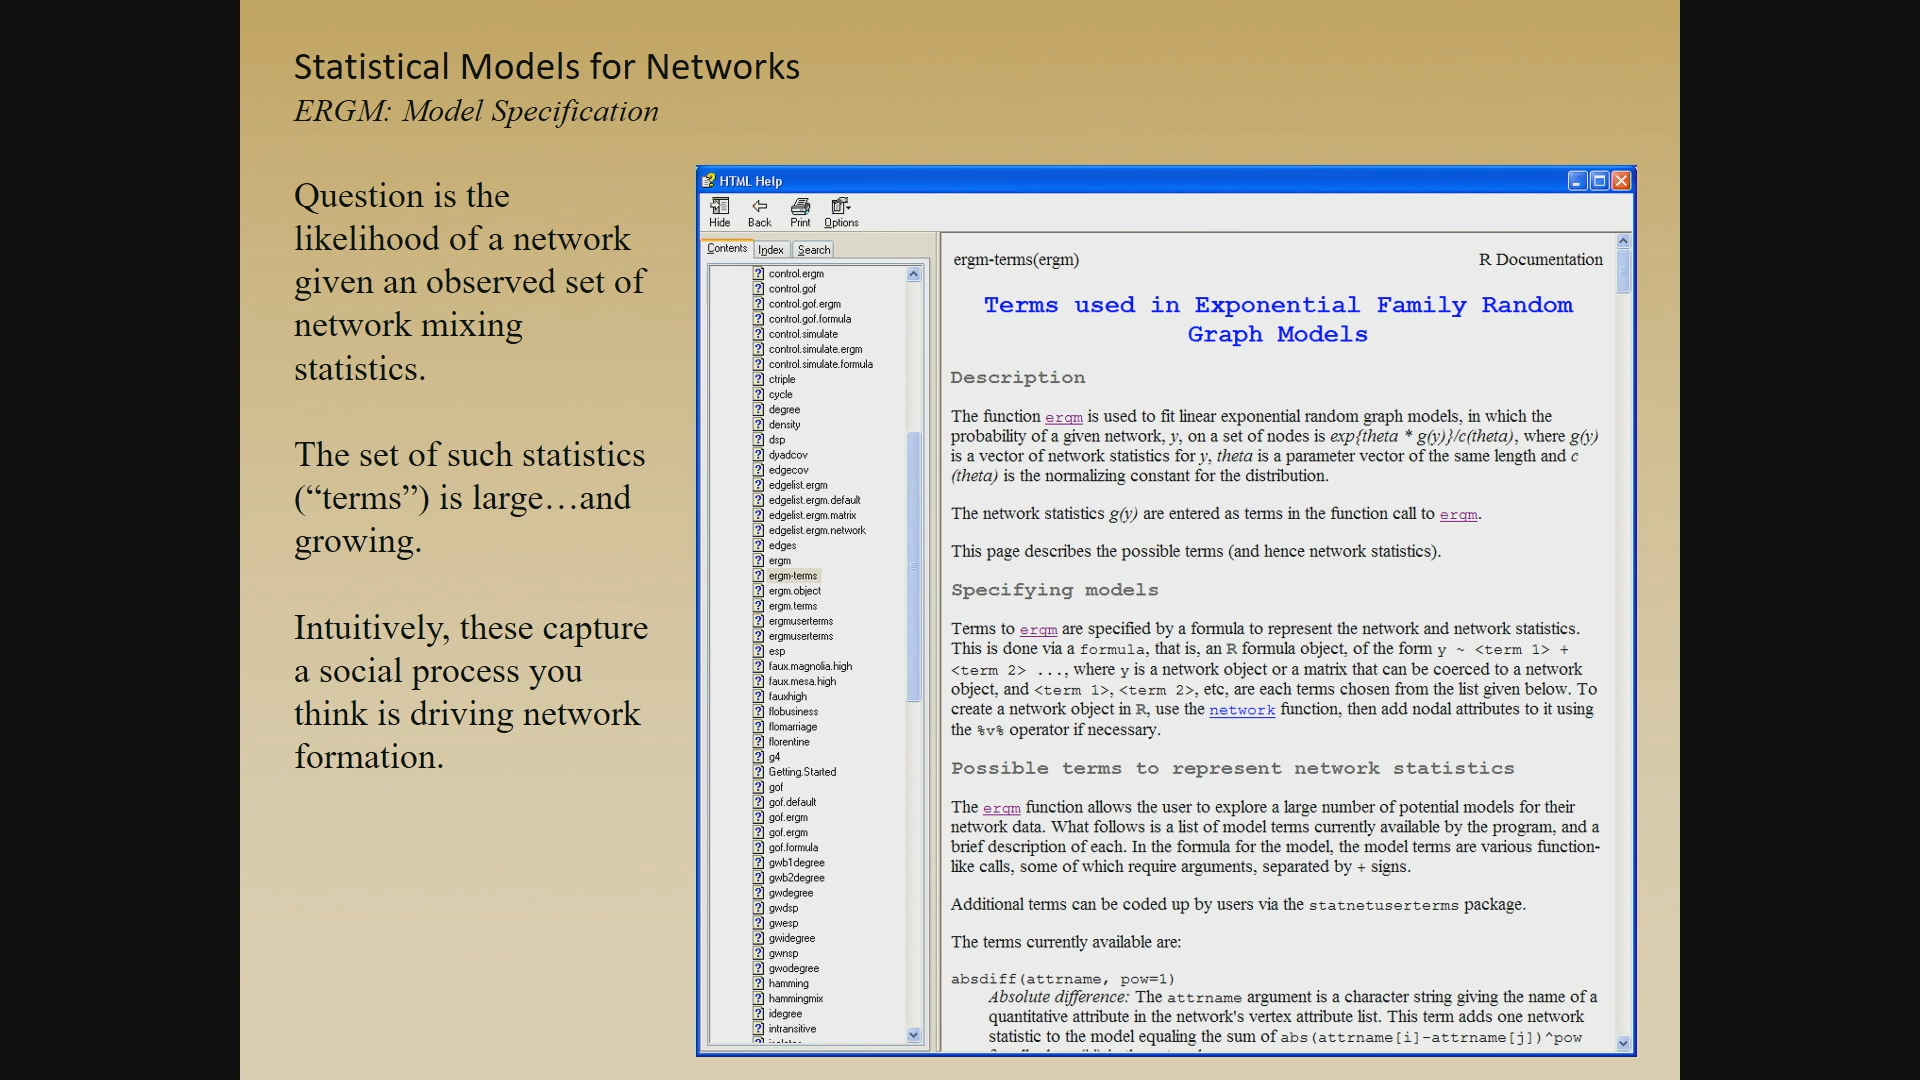 Statistical Models for Networks
ERGM: Model Specification
Question is the
likelihood of a network
given an observed set of
network mixing
statistics.
The set of such statistics
(“terms”) is large…and
growing.
Intuitively, these capture
a social process you
think is driving network
formation.
HTML Help
Hide Back Print Options
Contents Index Search
control.ergm
control.gof
control.gof.ergm
control.gof.formula
control.simulate
control.simulate.ergm
control.simulate.formula
ctriple
cycle
degree
density
dsp
dyadcov
edgecov
edgelist.ergm
edgelist.ergm.default
edgelist.ergm.matrix
edgelist.ergm.network
edges
ergm
ergm-terms
ergm.object
ergm.terms
ergmuserterms
ergmuserterms
esp
faux.magnolia.high
faux.mesa.high
fauxhigh
flobusiness
flomarriage
florentine
g4
Getting.Started
gof
gof.default
gof.ergm
gof.ergm
gof.formula
gwb1degree
gwb2degree
gwdegree
gwdsp
gwesp
gwidegree
gwnsp
gwodegree
hamming
hammingmix
idegree
intransitive
ergm-terms(ergm) R Documentation
Terms used in Exponential Family Random
Graph Models
Description
The function ergm is used to fit linear exponential random graph models, in which the
probability of a given network, y, on a set of nodes is exp{theta * g(y)}/c(theta), where g(y)
is a vector of network statistics for y, theta is a parameter vector of the same length and c
(theta) is the normalizing constant for the distribution.
The network statistics g(y) are entered as terms in the function call to ergm.
This page describes the possible terms (and hence network statistics).
Specifying models
Terms to ergm are specified by a formula to represent the network and network statistics.
This is done via a formula, that is, an R formula object, of the form y ~ <term 1> +
<term 2> ..., where y is a network object or a matrix that can be coerced to a network
object, and <term 1>, <term 2>, etc, are each terms chosen from the list given below. To
create a network object in R, use the network function, then add nodal attributes to it using
the %v% operator if necessary.
Possible terms to represent network statistics
The ergm function allows the user to explore a large number of potential models for their
network data. What follows is a list of model terms currently available by the program, and a
brief description of each. In the formula for the model, the model terms are various function-
like calls, some of which require arguments, separated by + signs.
Additional terms can be coded up by users via the statnetuserterms package.
The terms currently available are:
absdiff(attrname, pow=1)
Absolute difference: The attrname argument is a character string giving the name of a
quantitative attribute in the network's vertex attribute list. This term adds one network
statistic to the model equaling the sum of abs(attrname[i]-attrname[j])^pow